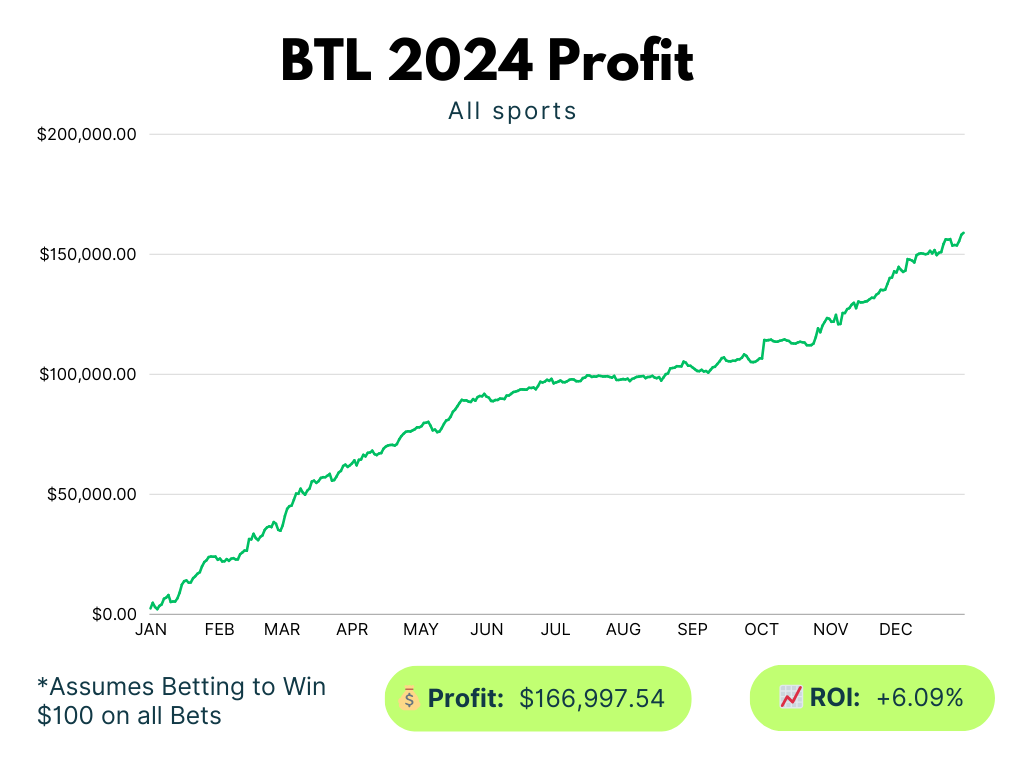 BTL 2024 Profit
All sports
$200,000.00
$150,000.00
$100,000.00
$50,000.00
$0.00
JAN FEB MAR APR MAY JUN JUL AUG SEP OCT NOV DEC
*Assumes Betting to Win
$100 on all Bets
💰 Profit: $166,997.54
📈 ROI: +6.09%